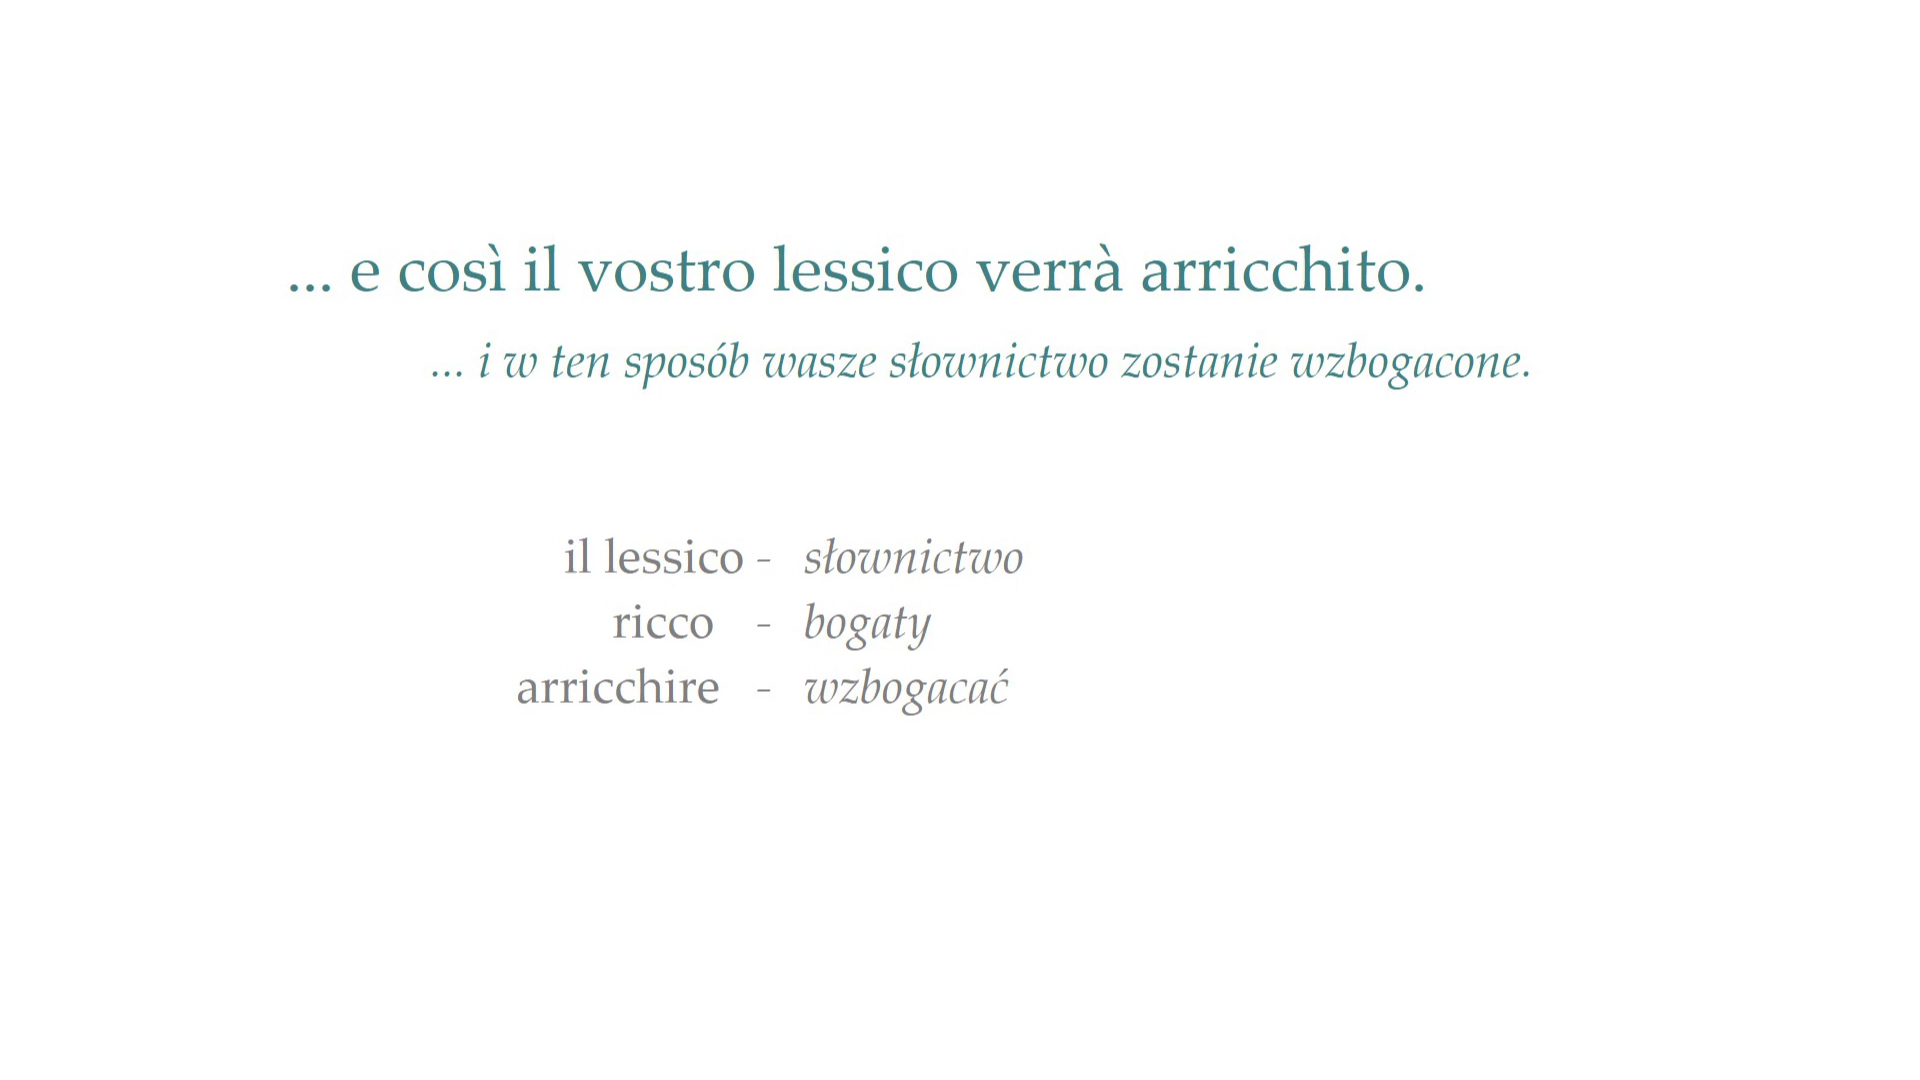 ... e così il vostro lessico verrà arricchito.
... i w ten sposób wasze słownictwo zostanie wzbogacone.
il lessico - słownictwo
ricco - bogaty
arricchire - wzbogacać